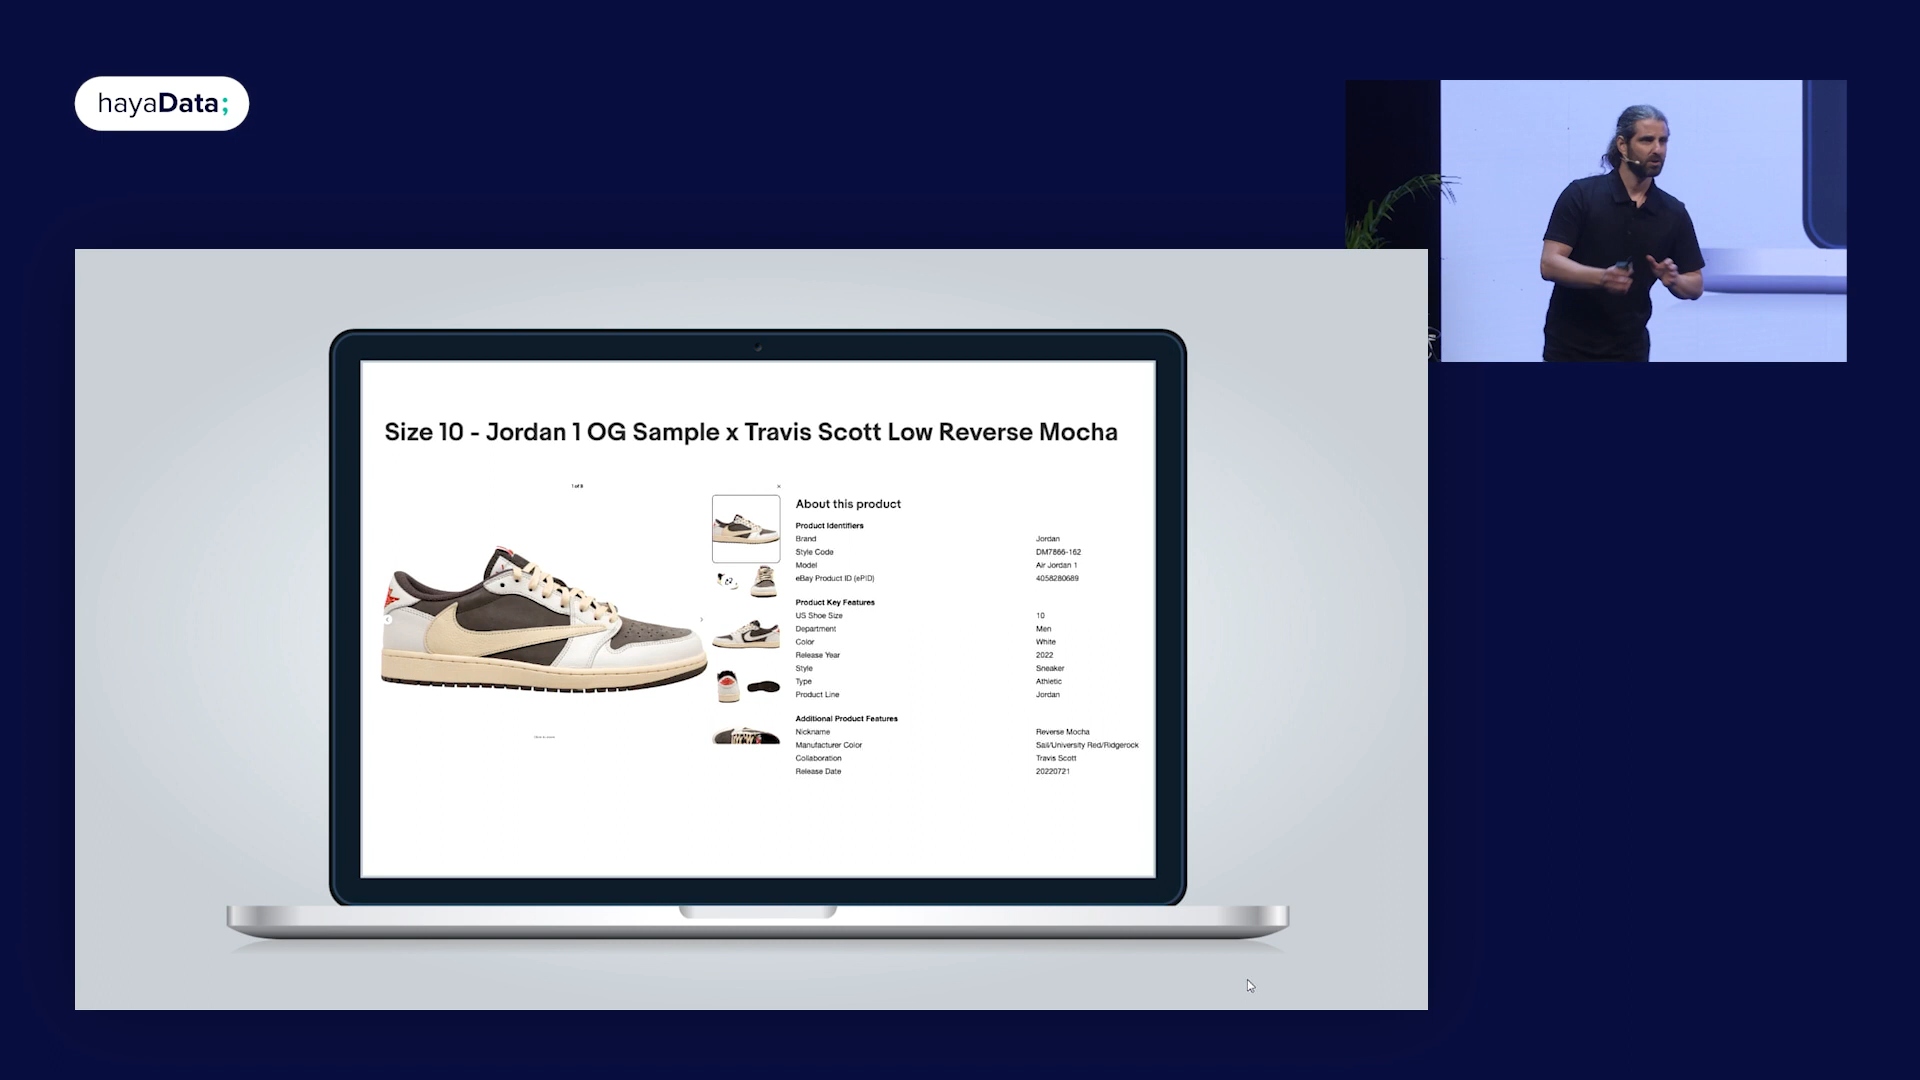 hayaData;
Size 10 - Jordan 1 OG Sample x Travis Scott Low Reverse Mocha
1 of 8
About this product
Product Identifiers
Brand Jordan
Style Code DM7866-162
Model Air Jordan 1
eBay Product ID (ePID) 4058280689
Product Key Features
US Shoe Size 10
Department Men
Color White
Release Year 2022
Style Sneaker
Type Athletic
Product Line Jordan
Additional Product Features
Nickname Reverse Mocha
Manufacturer Color Sail/University Red/Ridgerock
Collaboration Travis Scott
Release Date 20220721